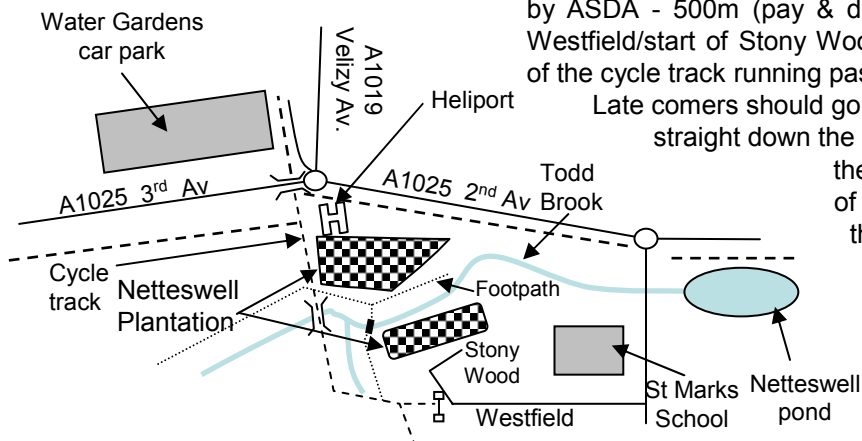 by ASDA - 500m (pay & d
Westfield/start of Stony Woo
of the cycle track running pas
Late comers should go
straight down the
the
of
th
Water Gardens
car park
A1019
Velizy Av.
Heliport
A1025 3rd Av
A1025 2nd Av
Todd
Brook
H
Cycle
track
Netteswell
Plantation
Footpath
Stony
Wood
Westfield
St Marks
School
Netteswell
pond